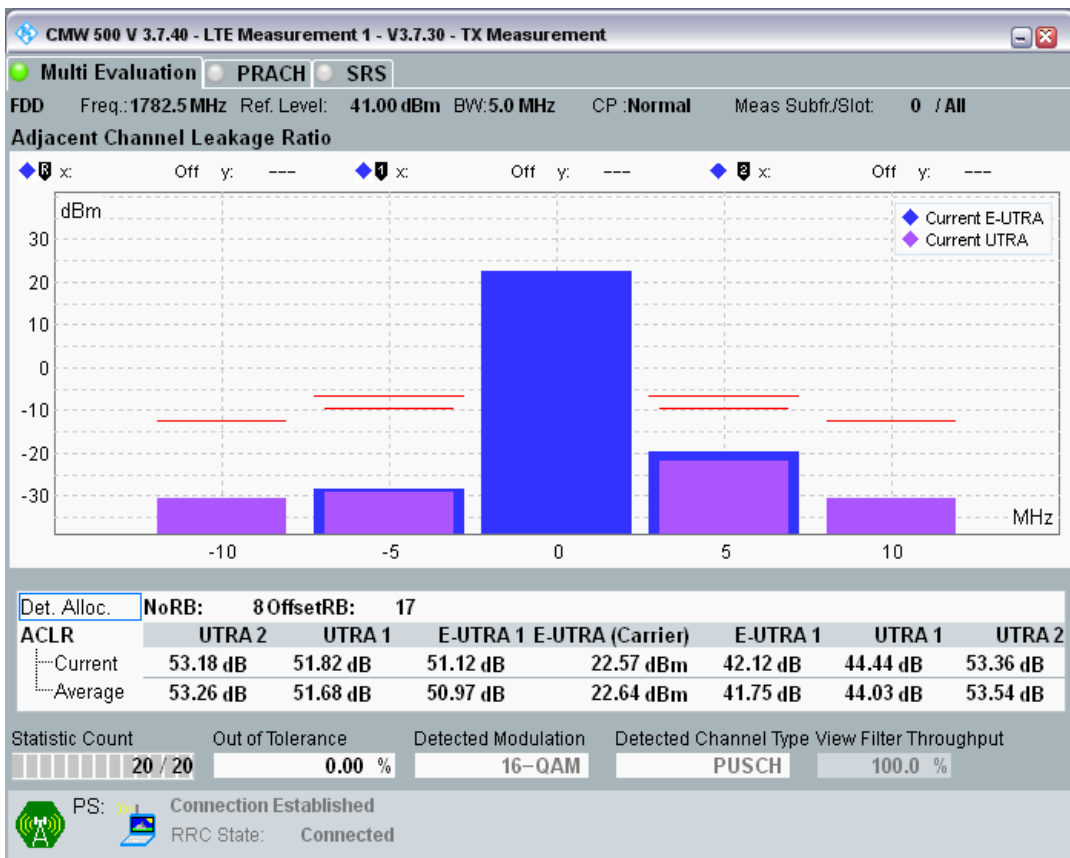 CMW 500 V 3.7.40 - LTE Measurement 1 - V3.7.30 - TX Measurement
Multi Evaluation PRACH SRS
FDD Freq.:1782.5 MHz Ref. Level: 41.00 dBm BW:5.0 MHz CP :Normal Meas Subfr./Slot: 0 / All
Adjacent Channel Leakage Ratio
R x: Off y: --- 1 x: Off y: --- 2 x: Off y: ---
dBm
Current E-UTRA
Current UTRA
30
20
10
0
-10
-20
-30
MHz
-10 -5 0 5 10
Det. Alloc. NoRB: 8 OffsetRB: 17
ACLR UTRA 2 UTRA 1 E-UTRA 1 E-UTRA (Carrier) E-UTRA 1 UTRA 1 UTRA 2
Current 53.18 dB 51.82 dB 51.12 dB 22.57 dBm 42.12 dB 44.44 dB 53.36 dB
Average 53.26 dB 51.68 dB 50.97 dB 22.64 dBm 41.75 dB 44.03 dB 53.54 dB
Statistic Count Out of Tolerance Detected Modulation Detected Channel Type View Filter Throughput
20 / 20 0.00 % 16-QAM PUSCH 100.0 %
PS: Connection Established
RRC State: Connected